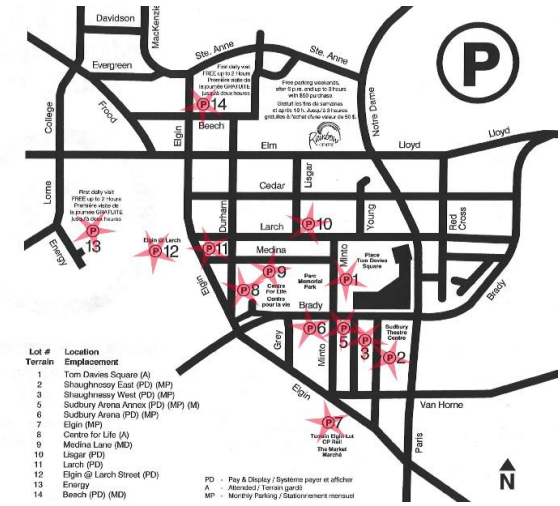 Davidson
MacKenzie
Ste. Anne
Ste. Anne
P
Evergreen
First daily visit
FREE up to 2 Hours
Première visite de
la journée GRATUITE
jusqu'à deux heures
Free parking weekends,
after 6 p.m. and up to 3 hours
with $50 purchase.
Gratuit les fins de semaines
et après 18 h. Jusqu'à 3 heures
gratuites à l'achat d'une valeur de 50 $.
College
Frood
P 14
Notre Dame
Elgin
Beech
Rainbow
CENTRE
Lloyd
Elm
Lloyd
Lorne
Cedar
Lisgar
First daily visit
FREE up to 2 Hours
Première visite de
la journée GRATUITE
jusqu'à deux heures
Durham
Young
Red
Cross
P 13
Larch
P 10
Energy
Elgin @ Larch
P 12
P 11
Medina
Minto
Place
Tom Davies
Square
P 9
Parc
Memorial
Park
P 1
Elgin
P 8
Centre
For Life
Centre
pour la vie
Brady
Brady
P 6
P 5
P 3
Sudbury
Theatre
Centre
P 2
Grey
Minto
Elgin
Van Horne
P 7
Terrain Elgin Lot
CP Rail
The Market
Marché
Paris
N
Lot # Location
Terrain Emplacement
1 Tom Davies Square (A)
2 Shaughnessy East (PD) (MP)
3 Shaughnessy West (PD) (MP)
5 Sudbury Arena Annex (PD) (MP) (M)
6 Sudbury Arena (PD) (MP)
7 Elgin (MP)
8 Centre for Life (A)
9 Medina Lane (MD)
10 Lisgar (PD)
11 Larch (PD)
12 Elgin @ Larch Street (PD)
13 Energy
14 Beech (PD) (MD)
PD - Pay & Display / Système payer et afficher
A - Attended / Terrain gardé
MP - Monthly Parking / Stationnement mensuel